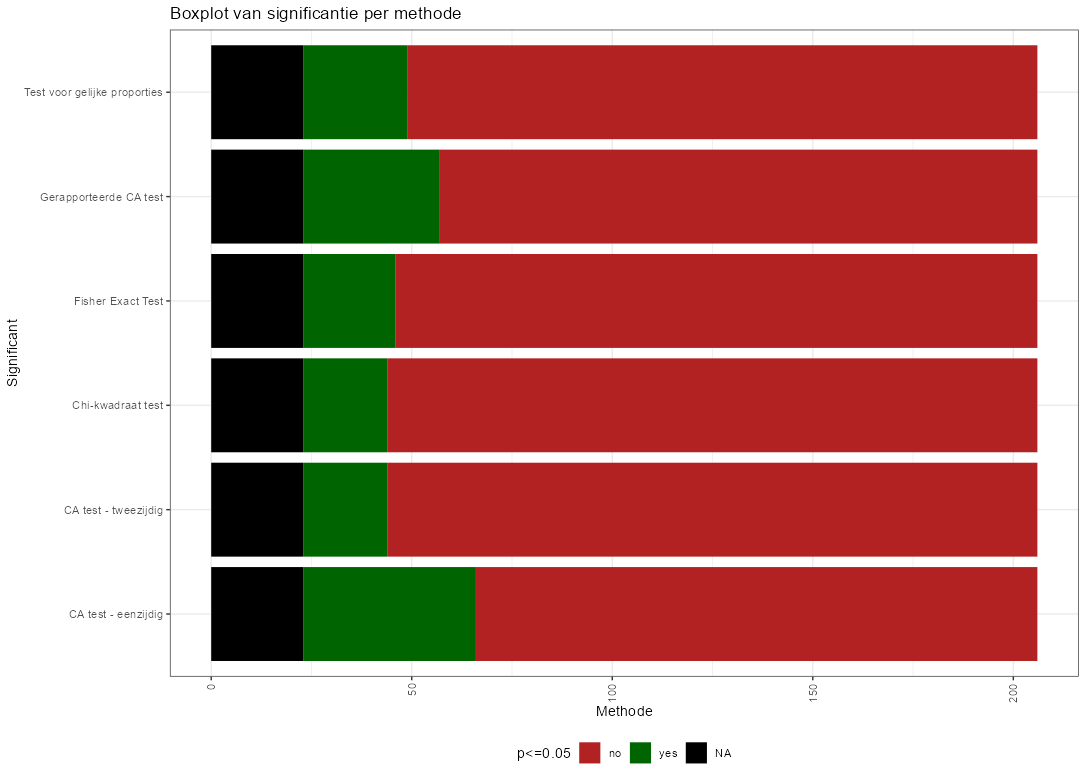 Boxplot van significantie per methode
Significant
Test voor gelijke proporties
Gerapporteerde CA test
Fisher Exact Test
Chi-kwadraat test
CA test - tweezijdig
CA test - eenzijdig
0 50 100 150 200
Methode
p<=0.05 no yes NA